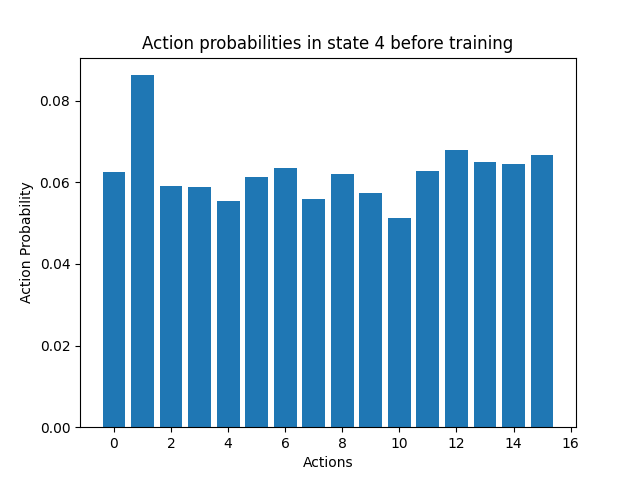 Action probabilities in state 4 before training
0.08
0.06
0.04
0.02
0.00
Action Probability
0 2 4 6 8 10 12 14 16
Actions